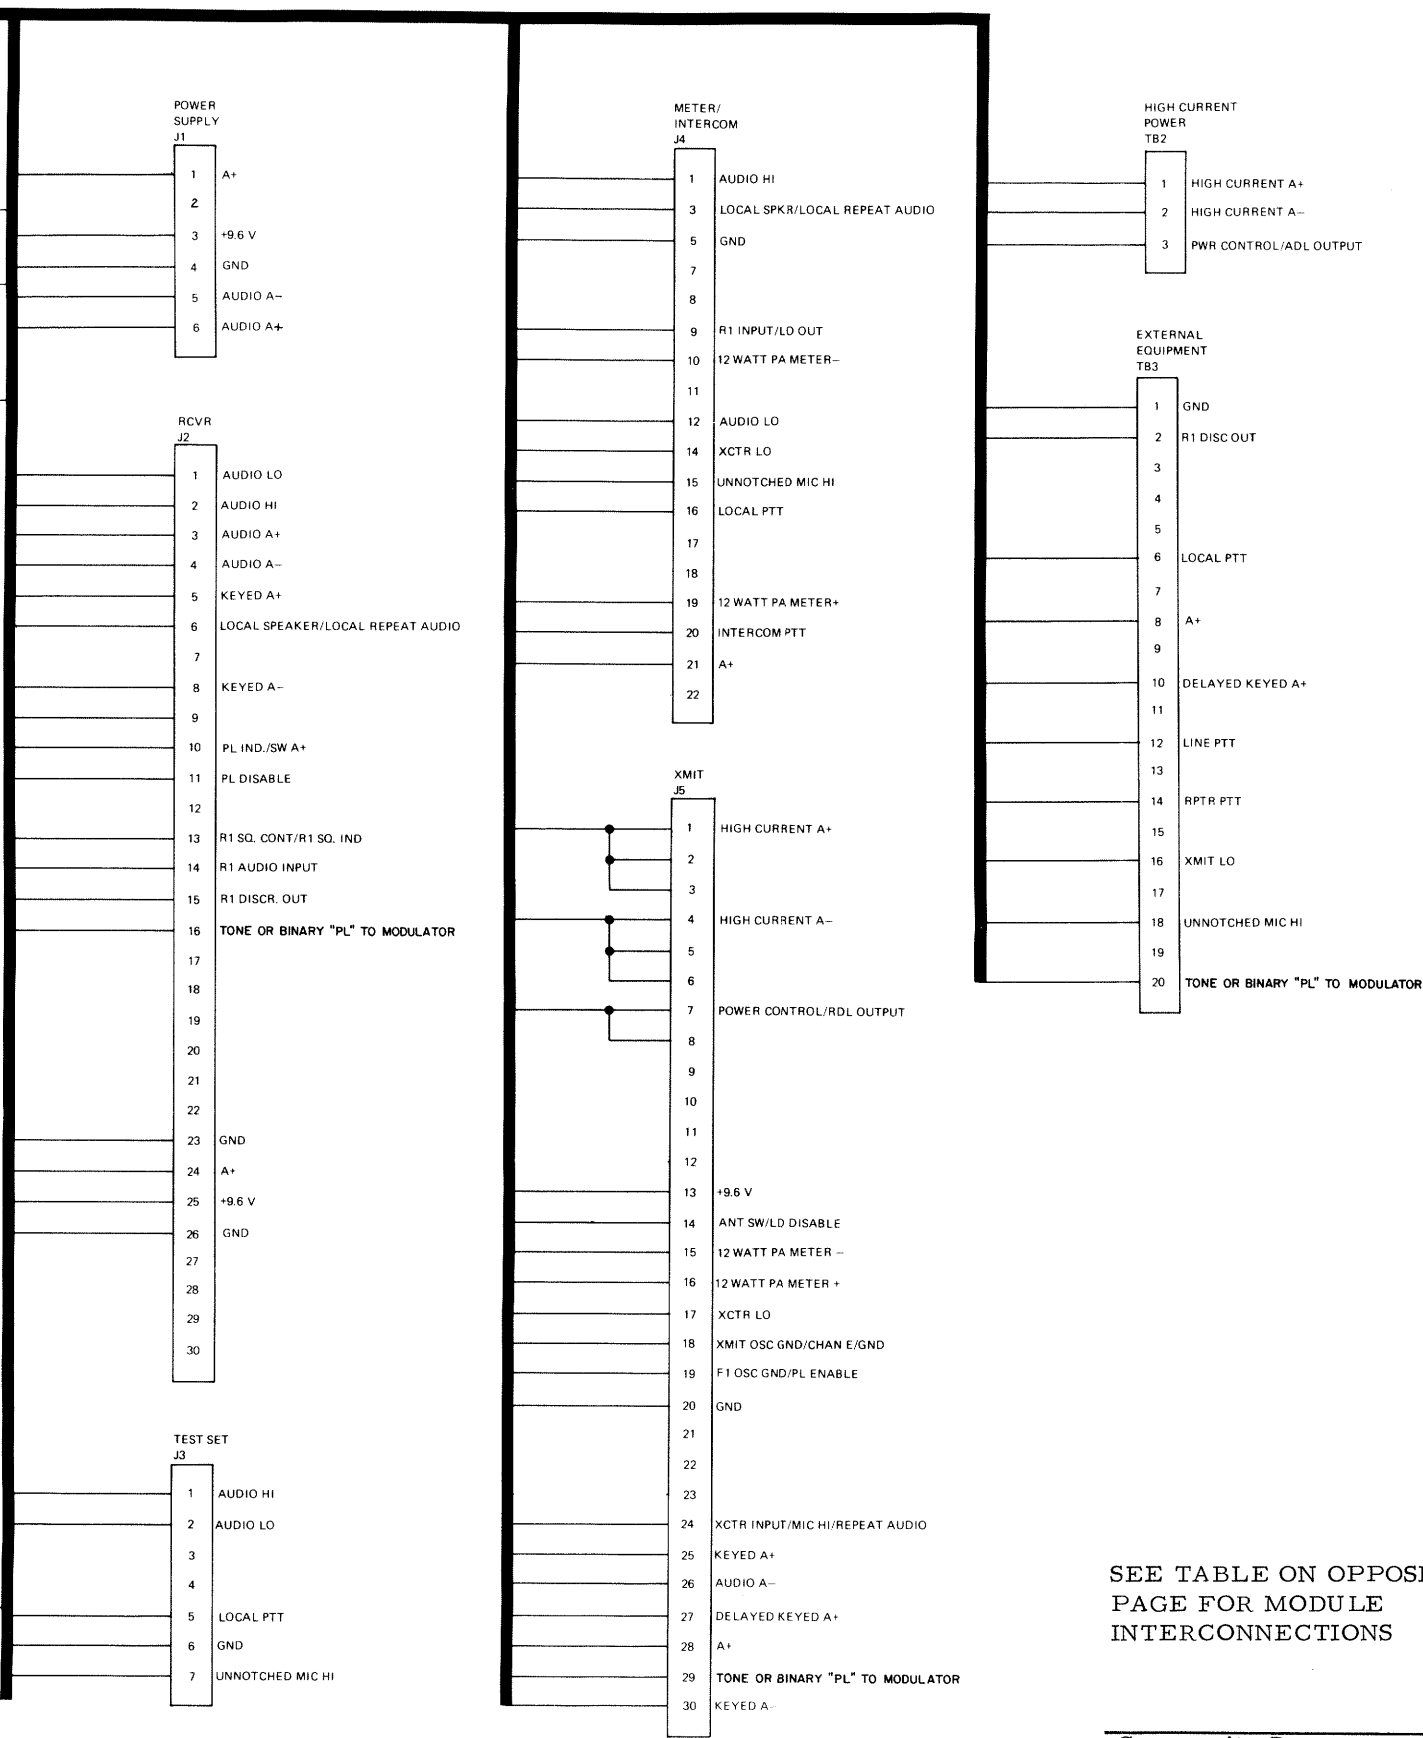 POWER
SUPPLY
J1
1 A+
2
3 +9.6 V
4 GND
5 AUDIO A–
6 AUDIO A+
RCVR
J2
1 AUDIO LO
2 AUDIO HI
3 AUDIO A+
4 AUDIO A–
5 KEYED A+
6 LOCAL SPEAKER/LOCAL REPEAT AUDIO
7
8 KEYED A–
9
10 PL IND./SW A+
11 PL DISABLE
12
13 R1 SQ. CONT/R1 SQ. IND
14 R1 AUDIO INPUT
15 R1 DISCR. OUT
16 TONE OR BINARY "PL" TO MODULATOR
17
18
19
20
21
22
23 GND
24 A+
25 +9.6 V
26 GND
27
28
29
30
TEST SET
J3
1 AUDIO HI
2 AUDIO LO
3
4
5 LOCAL PTT
6 GND
7 UNNOTCHED MIC HI
METER/
INTERCOM
J4
1 AUDIO HI
3 LOCAL SPKR/LOCAL REPEAT AUDIO
5 GND
7
8
9 R1 INPUT/LD OUT
10 12 WATT PA METER–
11
12 AUDIO LO
14 XCTR LO
15 UNNOTCHED MIC HI
16 LOCAL PTT
17
18
19 12 WATT PA METER+
20 INTERCOM PTT
21 A+
22
XMIT
J5
1 HIGH CURRENT A+
2
3
4 HIGH CURRENT A–
5
6
7 POWER CONTROL/RDL OUTPUT
8
9
10
11
12
13 +9.6 V
14 ANT SW/LD DISABLE
15 12 WATT PA METER –
16 12 WATT PA METER +
17 XCTR LO
18 XMIT OSC GND/CHAN E/GND
19 F1 OSC GND/PL ENABLE
20 GND
21
22
23
24 XCTR INPUT/MIC HI/REPEAT AUDIO
25 KEYED A+
26 AUDIO A–
27 DELAYED KEYED A+
28 A+
29 TONE OR BINARY "PL" TO MODULATOR
30 KEYED A–
HIGH CURRENT
POWER
TB2
1 HIGH CURRENT A+
2 HIGH CURRENT A–
3 PWR CONTROL/ADL OUTPUT
EXTERNAL
EQUIPMENT
TB3
1 GND
2 R1 DISC OUT
3
4
5
6 LOCAL PTT
7
8 A+
9
10 DELAYED KEYED A+
11
12 LINE PTT
13
14 RPTR PTT
15
16 XMIT LO
17
18 UNNOTCHED MIC HI
19
20 TONE OR BINARY "PL" TO MODULATOR
SEE TABLE ON
PAGE FOR MODULE
INTERCONNECTIONS